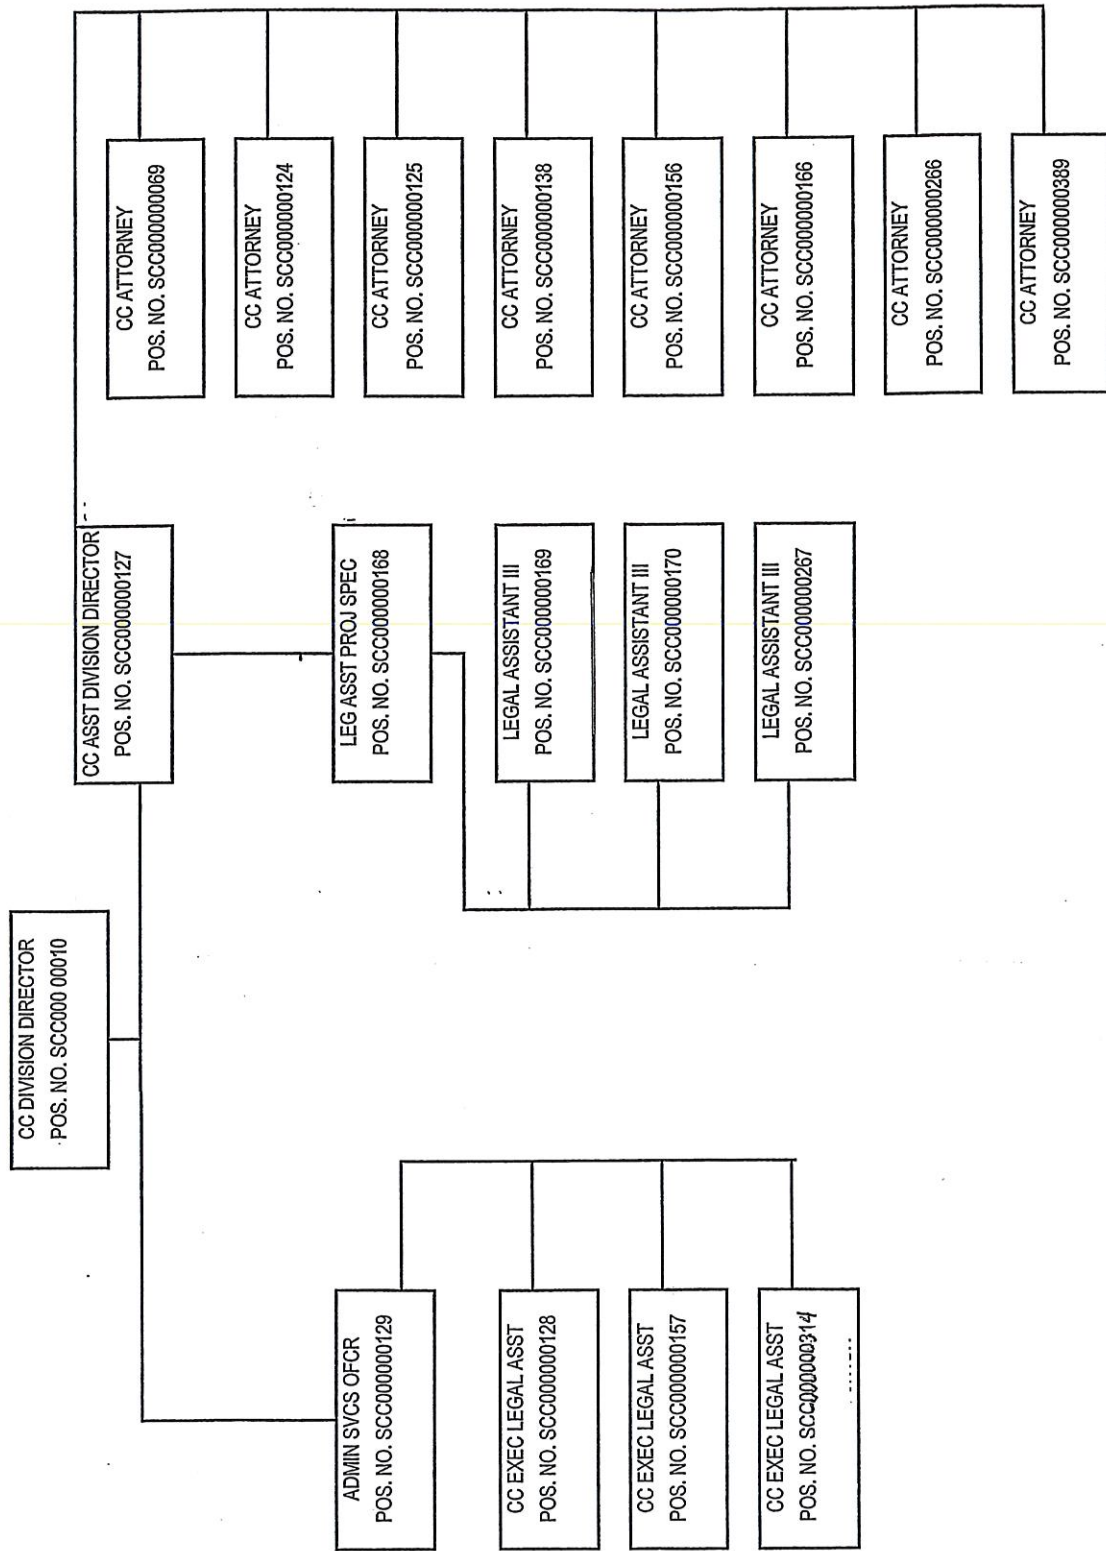 CC DIVISION DIRECTOR
POS. NO. SCC000 00010
CC ASST DIVISION DIRECTOR
POS. NO. SCC000000127
ADMIN SVCS OFCR
POS. NO. SCC000000129
CC EXEC LEGAL ASST
POS. NO. SCC000000128
CC EXEC LEGAL ASST
POS. NO. SCC000000157
CC EXEC LEGAL ASST
POS. NO. SCC000000314
LEG ASST PROJ SPEC
POS. NO. SCC000000168
LEGAL ASSISTANT III
POS. NO. SCC000000169
LEGAL ASSISTANT III
POS. NO. SCC000000170
LEGAL ASSISTANT III
POS. NO. SCC000000267
CC ATTORNEY
POS. NO. SCC000000069
CC ATTORNEY
POS. NO. SCC000000124
CC ATTORNEY
POS. NO. SCC000000125
CC ATTORNEY
POS. NO. SCC000000138
CC ATTORNEY
POS. NO. SCC000000156
CC ATTORNEY
POS. NO. SCC000000166
CC ATTORNEY
POS. NO. SCC000000266
CC ATTORNEY
POS. NO. SCC000000389